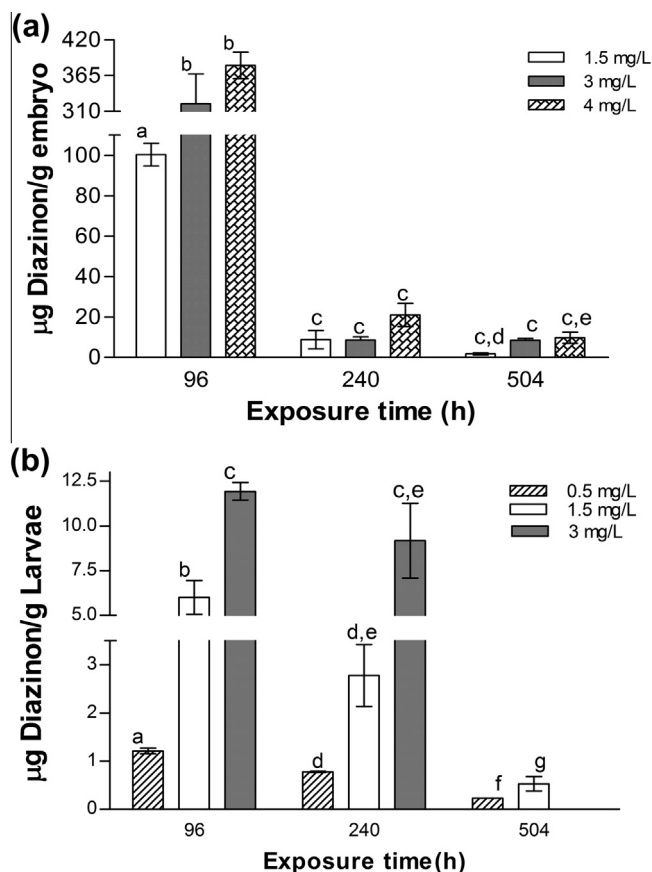 (a)
µg Diazinon/g embryo
420
365
310
100
80
60
40
20
0
a
b
b
c
c
c
c,d
c
c,e
1.5 mg/L
3 mg/L
4 mg/L
96
240
504
Exposure time (h)
(b)
µg Diazinon/g Larvae
12.5
10.0
7.5
5.0
3
2
1
0
a
b
c
d
d,e
c,e
f
g
0.5 mg/L
1.5 mg/L
3 mg/L
96
240
504
Exposure time(h)